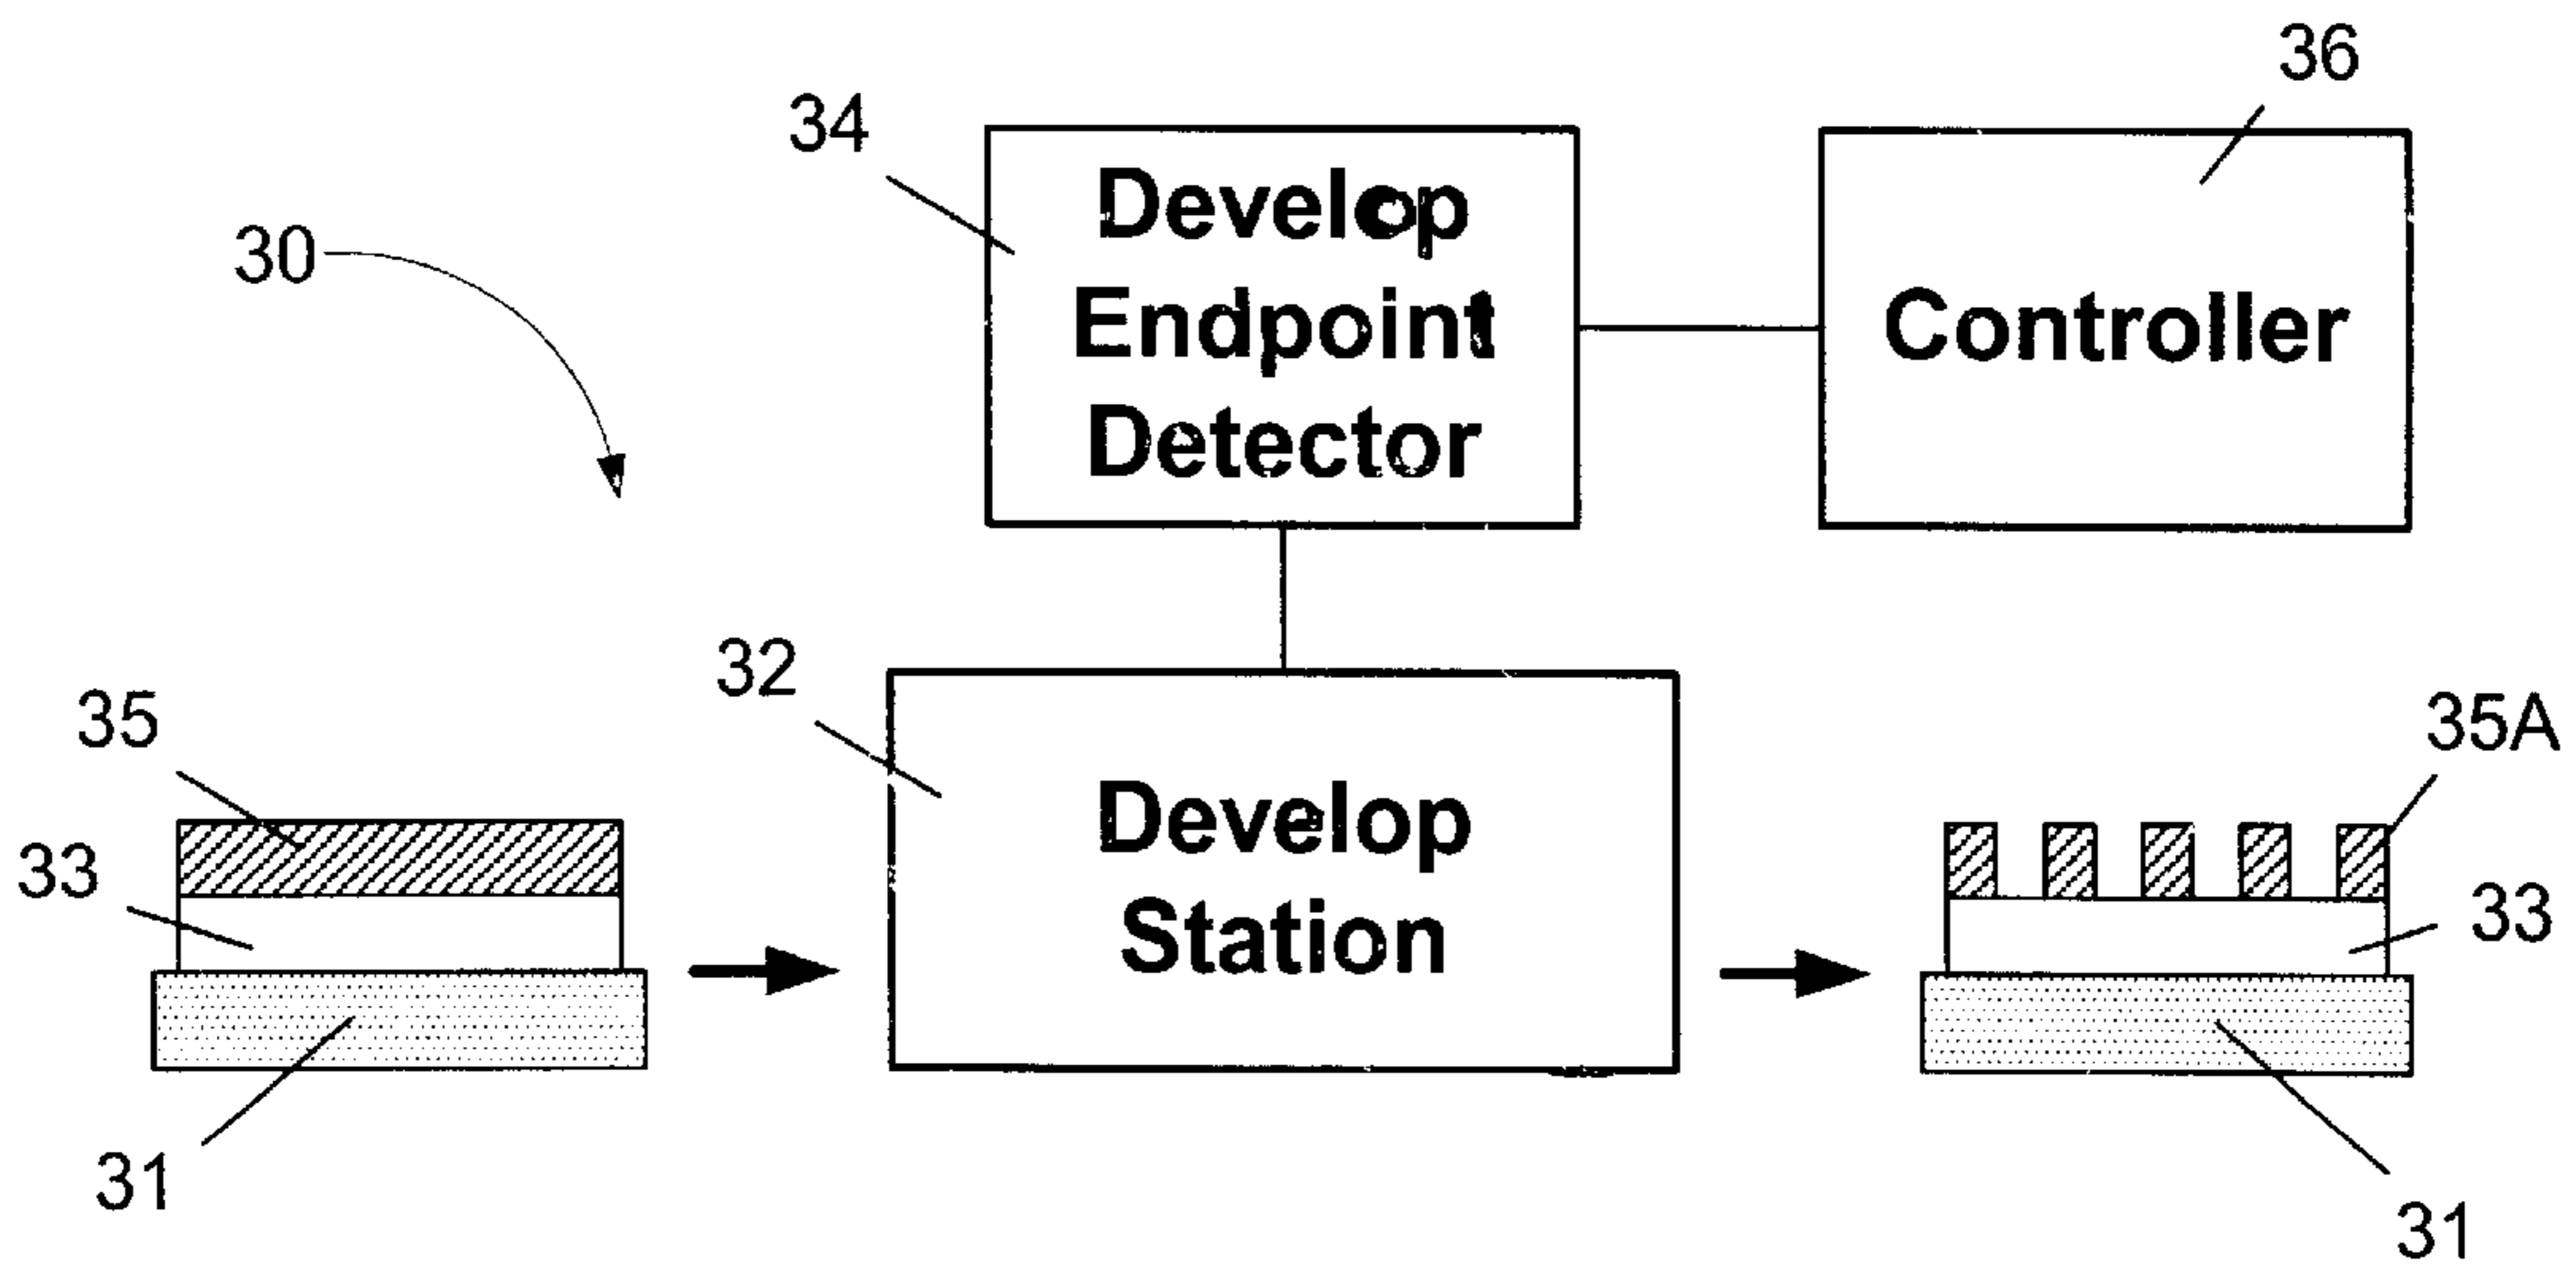 36
34
Develop
Endpoint
Detector
Controller
30
32
35
35A
33
Develop
Station
33
31
31